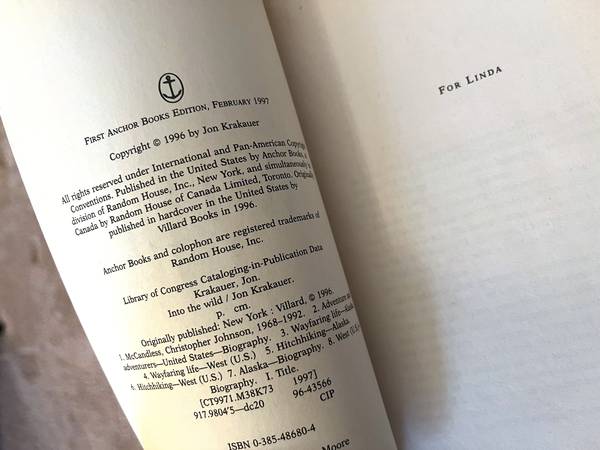 FIRST ANCHOR BOOKS EDITION, FEBRUARY 1997
Copyright © 1996 by Jon Krakauer
All rights reserved under International and Pan-American Copyright
Conventions. Published in the United States by Anchor Books, a
division of Random House, Inc., New York, and simultaneously in
Canada by Random House of Canada Limited, Toronto. Originally
published in hardcover in the United States by
Villard Books in 1996.
Anchor Books and colophon are registered trademarks of
Random House, Inc.
Library of Congress Cataloging-in-Publication Data
Krakauer, Jon.
Into the wild / Jon Krakauer.
p. cm.
Originally published: New York : Villard, © 1996.
1. McCandless, Christopher Johnson, 1968–1992. 2. Adventure and
adventurers—United States—Biography. 3. Wayfaring life—Alaska.
4. Wayfaring life—West (U.S.) 5. Hitchhiking—Alaska
6. Hitchhiking—West (U.S.) 7. Alaska—Biography. 8. West (U.S.)
Biography. I. Title.
[CT9971.M38K73 1997]
917.9804'5—dc20 96-43566
CIP
ISBN 0-385-48680-4
Moore
FOR LINDA